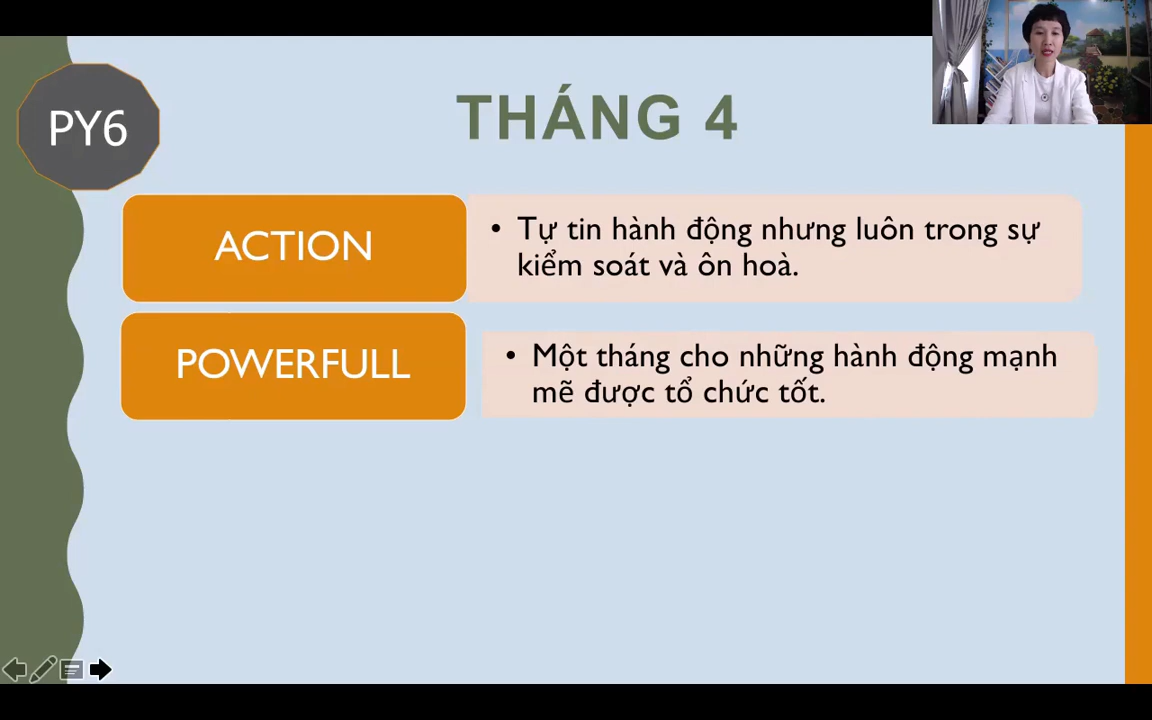 PY6
THÁNG 4
ACTION
• Tự tin hành động nhưng luôn trong sự
kiểm soát và ôn hoà.
POWERFULL
• Một tháng cho những hành động mạnh
mẽ được tổ chức tốt.